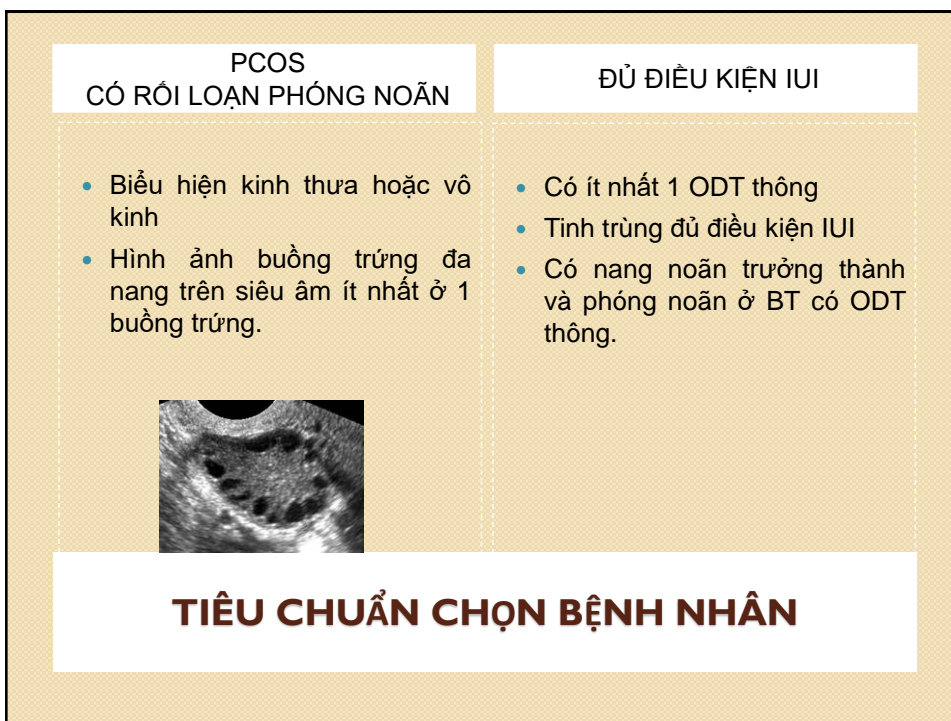 PCOS
CÓ RỐI LOẠN PHÓNG NOÃN
• Biểu hiện kinh thưa hoặc vô
kinh
• Hình ảnh buồng trứng đa
nang trên siêu âm ít nhất ở 1
buồng trứng.
ĐỦ ĐIỀU KIỆN IUI
• Có ít nhất 1 ODT thông
• Tinh trùng đủ điều kiện IUI
• Có nang noãn trưởng thành
và phóng noãn ở BT có ODT
thông.
TIÊU CHUẨN CHỌN BỆNH NHÂN